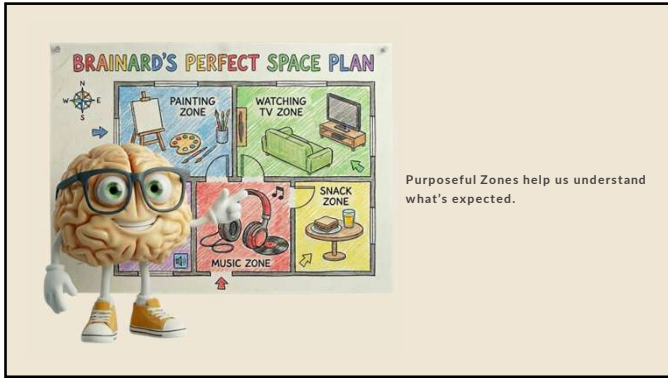 BRAINARD'S PERFECT SPACE PLAN
N
W E
S
PAINTING
ZONE
WATCHING
TV ZONE
SNACK
ZONE
MUSIC ZONE
Purposeful Zones help us understand
what's expected.